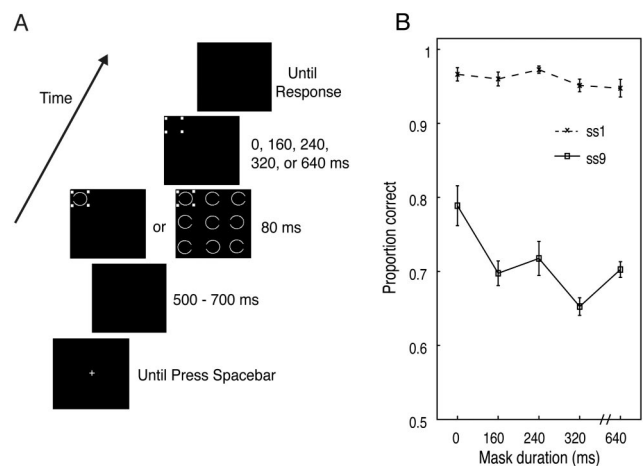 A
Time
Until
Response
0, 160, 240,
320, or 640 ms
or
80 ms
500 - 700 ms
Until Press Spacebar
B
Proportion correct
1
0.9
0.8
0.7
0.6
0.5
ss1
ss9
0 160 240 320 640
Mask duration (ms)